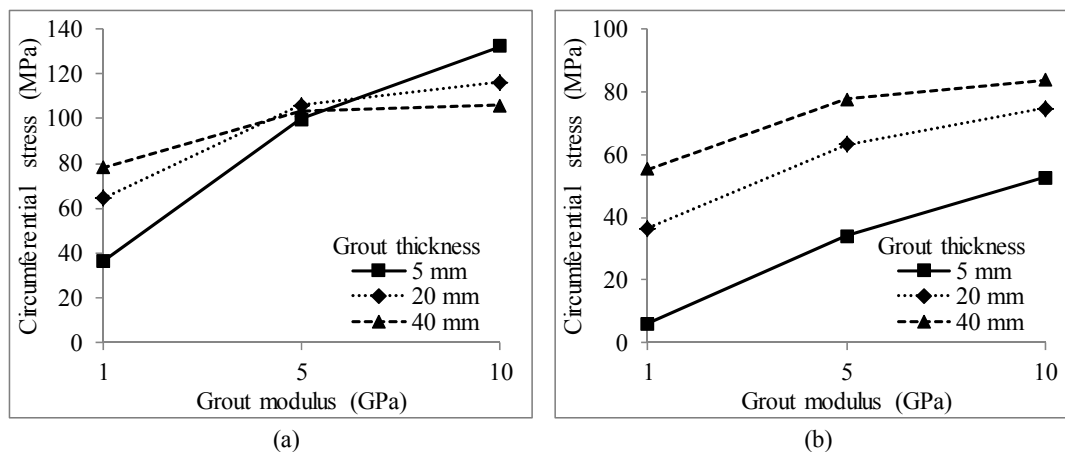 Circumferential stress (MPa)
140
120
100
80
60
40
20
0
1 5 10
Grout modulus (GPa)
Grout thickness
5 mm
20 mm
40 mm
(a)
Circumferential stress (MPa)
100
80
60
40
20
0
1 5 10
Grout modulus (GPa)
Grout thickness
5 mm
20 mm
40 mm
(b)